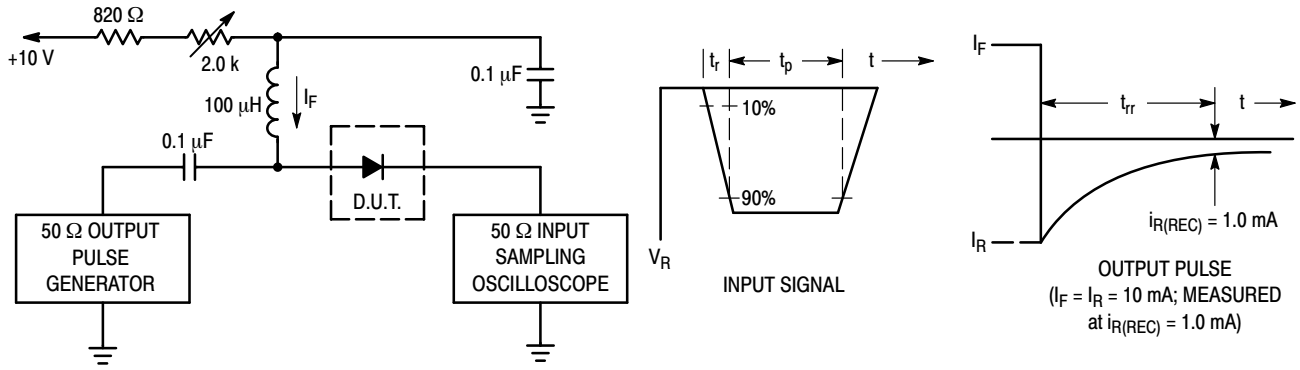 820 Ω
+10 V
2.0 k
100 μH
I_F
0.1 μF
0.1 μF
D.U.T.
50 Ω OUTPUT
PULSE
GENERATOR
50 Ω INPUT
SAMPLING
OSCILLOSCOPE
t_r
t_p
t
10%
90%
V_R
INPUT SIGNAL
I_F
t_rr
t
i_R(REC) = 1.0 mA
I_R
OUTPUT PULSE
(I_F = I_R = 10 mA; MEASURED
at i_R(REC) = 1.0 mA)